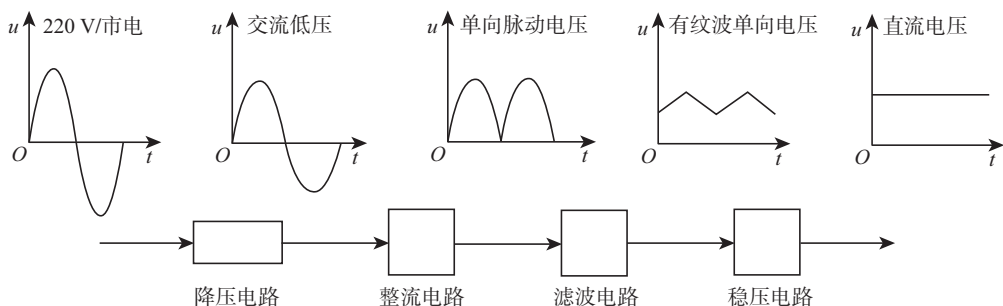 u 220 V/市电
O t
u 交流低压
O t
u 单向脉动电压
O t
u 有纹波单向电压
O t
u 直流电压
O t
降压电路 整流电路 滤波电路 稳压电路